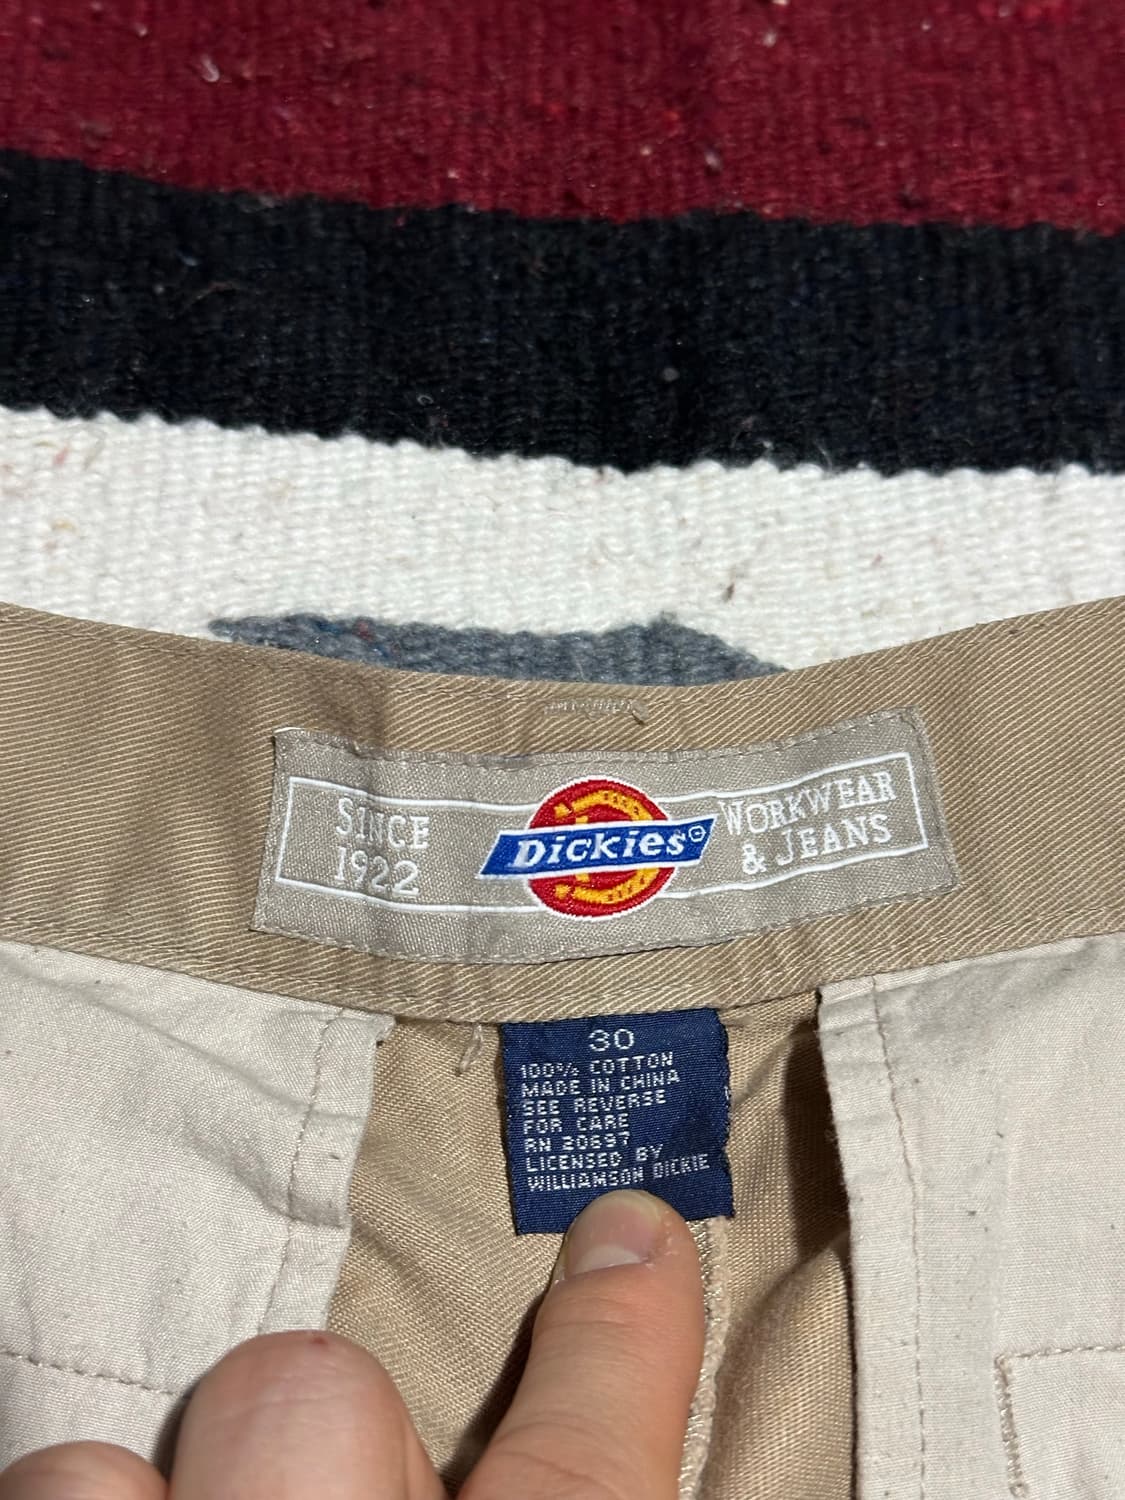 SINCE
1922
Dickies®
WORKWEAR
& JEANS
30
100% COTTON
MADE IN CHINA
SEE REVERSE
FOR CARE
RN 20697
LICENSED BY
WILLIAMSON DICKIE